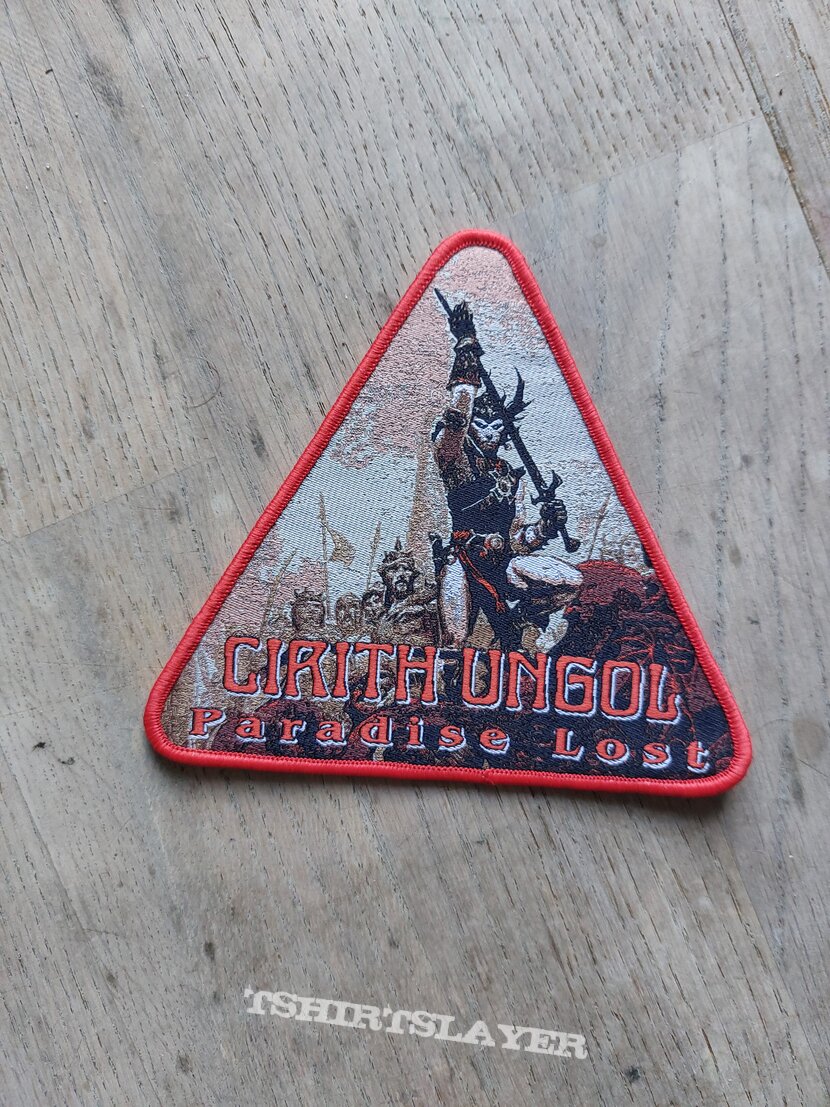 CIRITH UNGOL
Paradise Lost
TSHIRTSLAYER